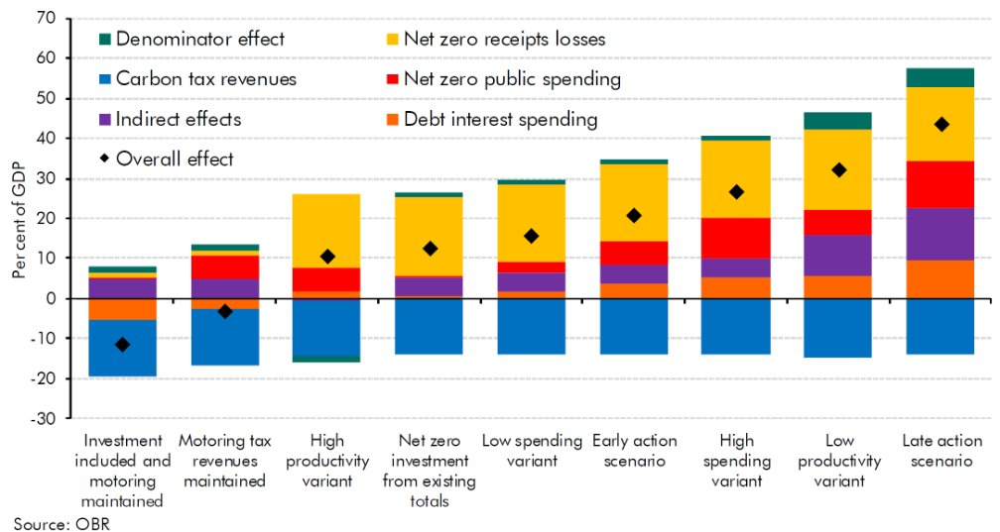 70
60
50
40
30
20
10
0
-10
-20
-30
Per cent of GDP
Denominator effect
Net zero receipts losses
Carbon tax revenues
Net zero public spending
Indirect effects
Debt interest spending
Overall effect
Investment
included and
motoring
maintained
Motoring tax
revenues
maintained
High
productivity
variant
Net zero
investment
from existing
totals
Low spending
variant
Early action
scenario
High
spending
variant
Low
productivity
variant
Late action
scenario
Source: OBR